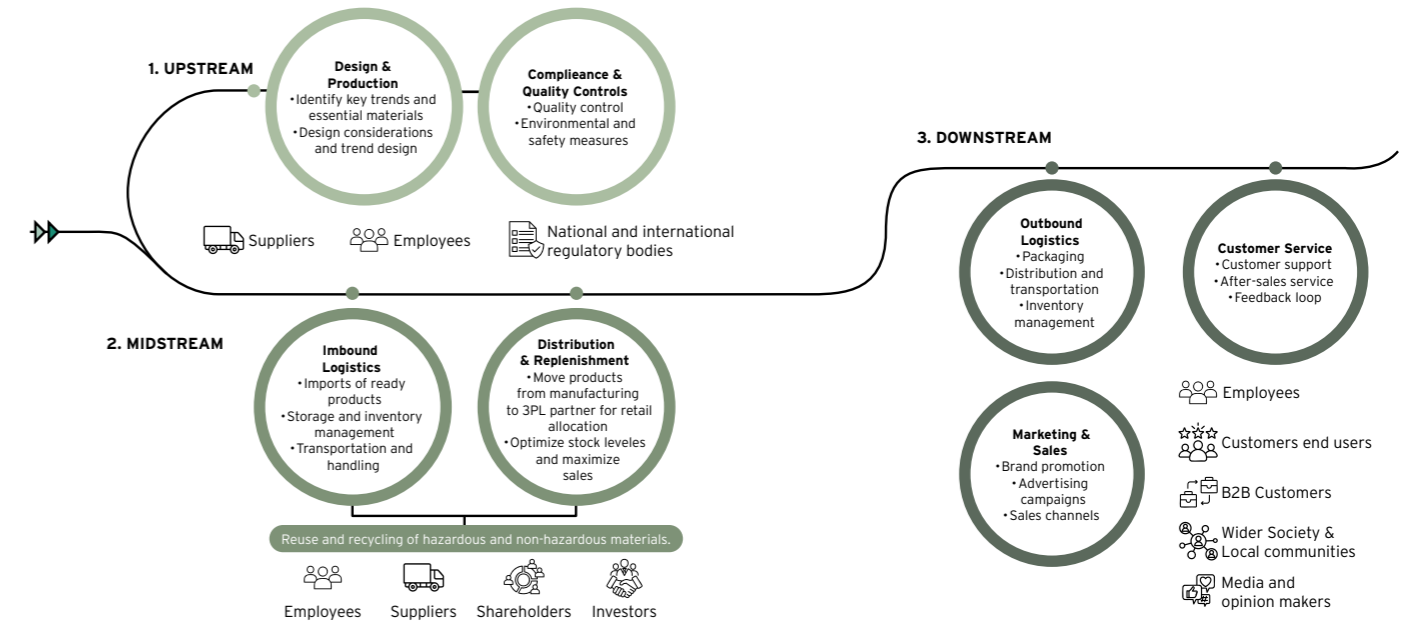 1. UPSTREAM
Design &
Production
•Identify key trends and
essential materials
•Design considerations
and trend design
Complieance &
Quality Controls
•Quality control
•Environmental and
safety measures
Suppliers
Employees
National and international
regulatory bodies
2. MIDSTREAM
Imbound
Logistics
•Imports of ready
products
•Storage and inventory
management
•Transportation and
handling
Distribution
& Replenishment
•Move products
from manufacturing
to 3PL partner for retail
allocation
•Optimize stock leveles
and maximize
sales
Reuse and recycling of hazardous and non-hazardous materials.
Employees
Suppliers
Shareholders
Investors
3. DOWNSTREAM
Outbound
Logistics
•Packaging
•Distribution and
transportation
•Inventory
management
Customer Service
•Customer support
•After-sales service
•Feedback loop
Marketing &
Sales
•Brand promotion
•Advertising
campaigns
•Sales channels
Employees
Customers end users
B2B Customers
Wider Society &
Local communities
Media and
opinion makers